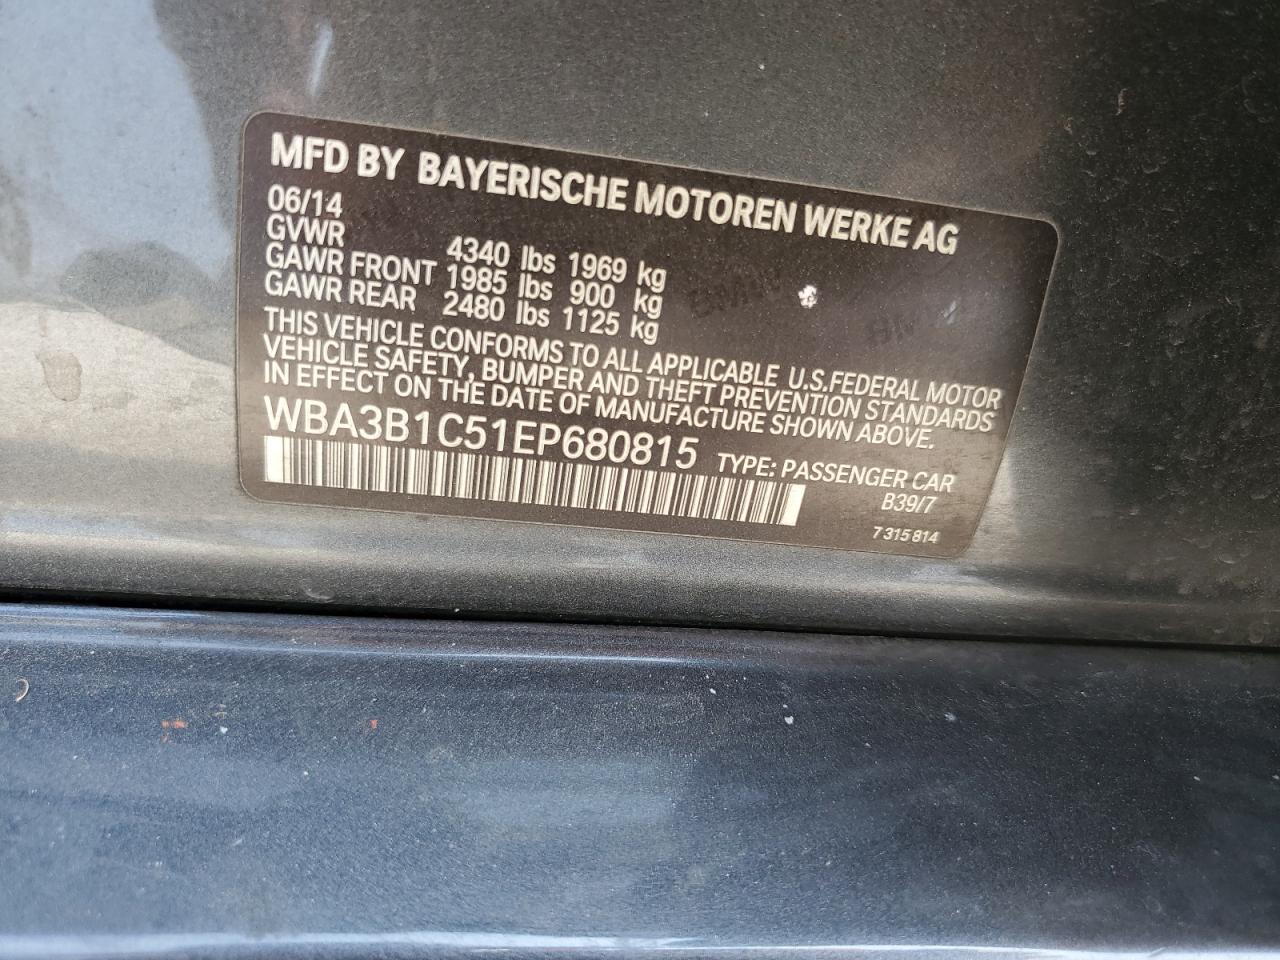 MFD BY BAYERISCHE MOTOREN WERKE AG
06/14
GVWR 4340 lbs 1969 kg
GAWR FRONT 1985 lbs 900 kg
GAWR REAR 2480 lbs 1125 kg
THIS VEHICLE CONFORMS TO ALL APPLICABLE U.S.FEDERAL MOTOR
VEHICLE SAFETY, BUMPER AND THEFT PREVENTION STANDARDS
IN EFFECT ON THE DATE OF MANUFACTURE SHOWN ABOVE.
WBA3B1C51EP680815 TYPE: PASSENGER CAR
B39/7
7 315 814